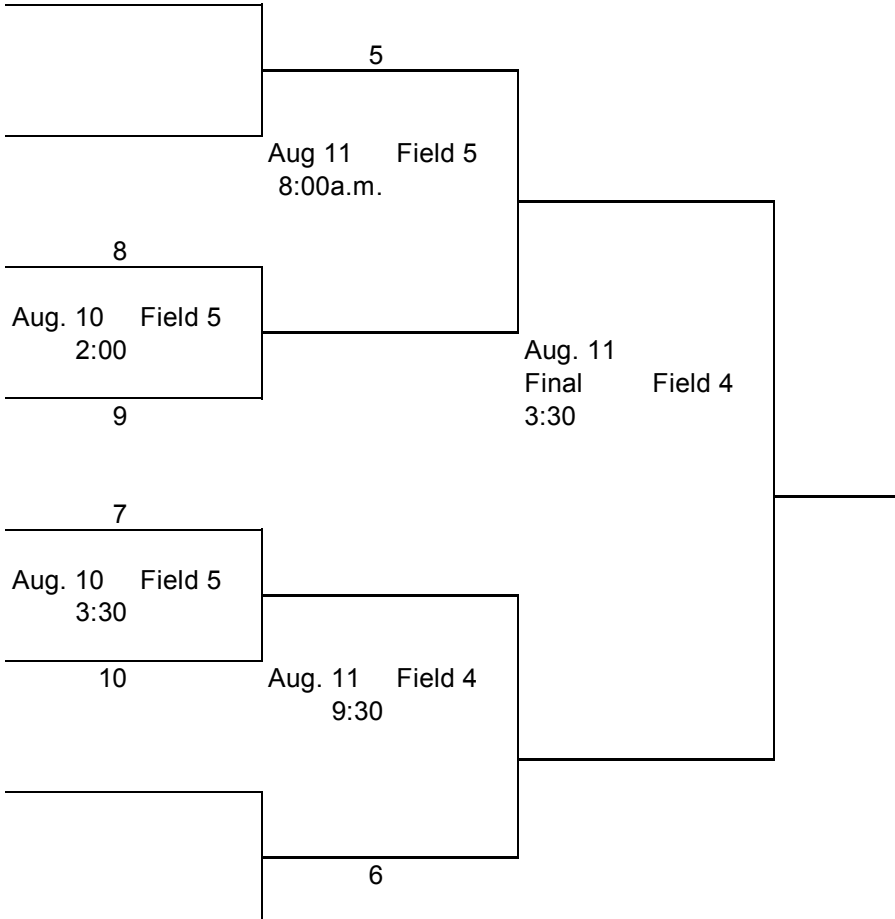 5
Aug 11 Field 5
8:00a.m.
8
Aug. 10 Field 5
2:00
9
Aug. 11
Final Field 4
3:30
7
Aug. 10 Field 5
3:30
10
Aug. 11 Field 4
9:30
6